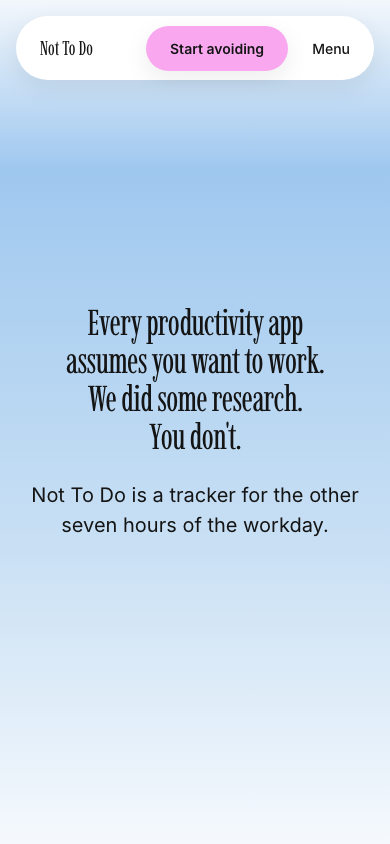 Not To Do
Start avoiding
Menu
Every productivity app
assumes you want to work.
We did some research.
You don't.
Not To Do is a tracker for the other
seven hours of the workday.